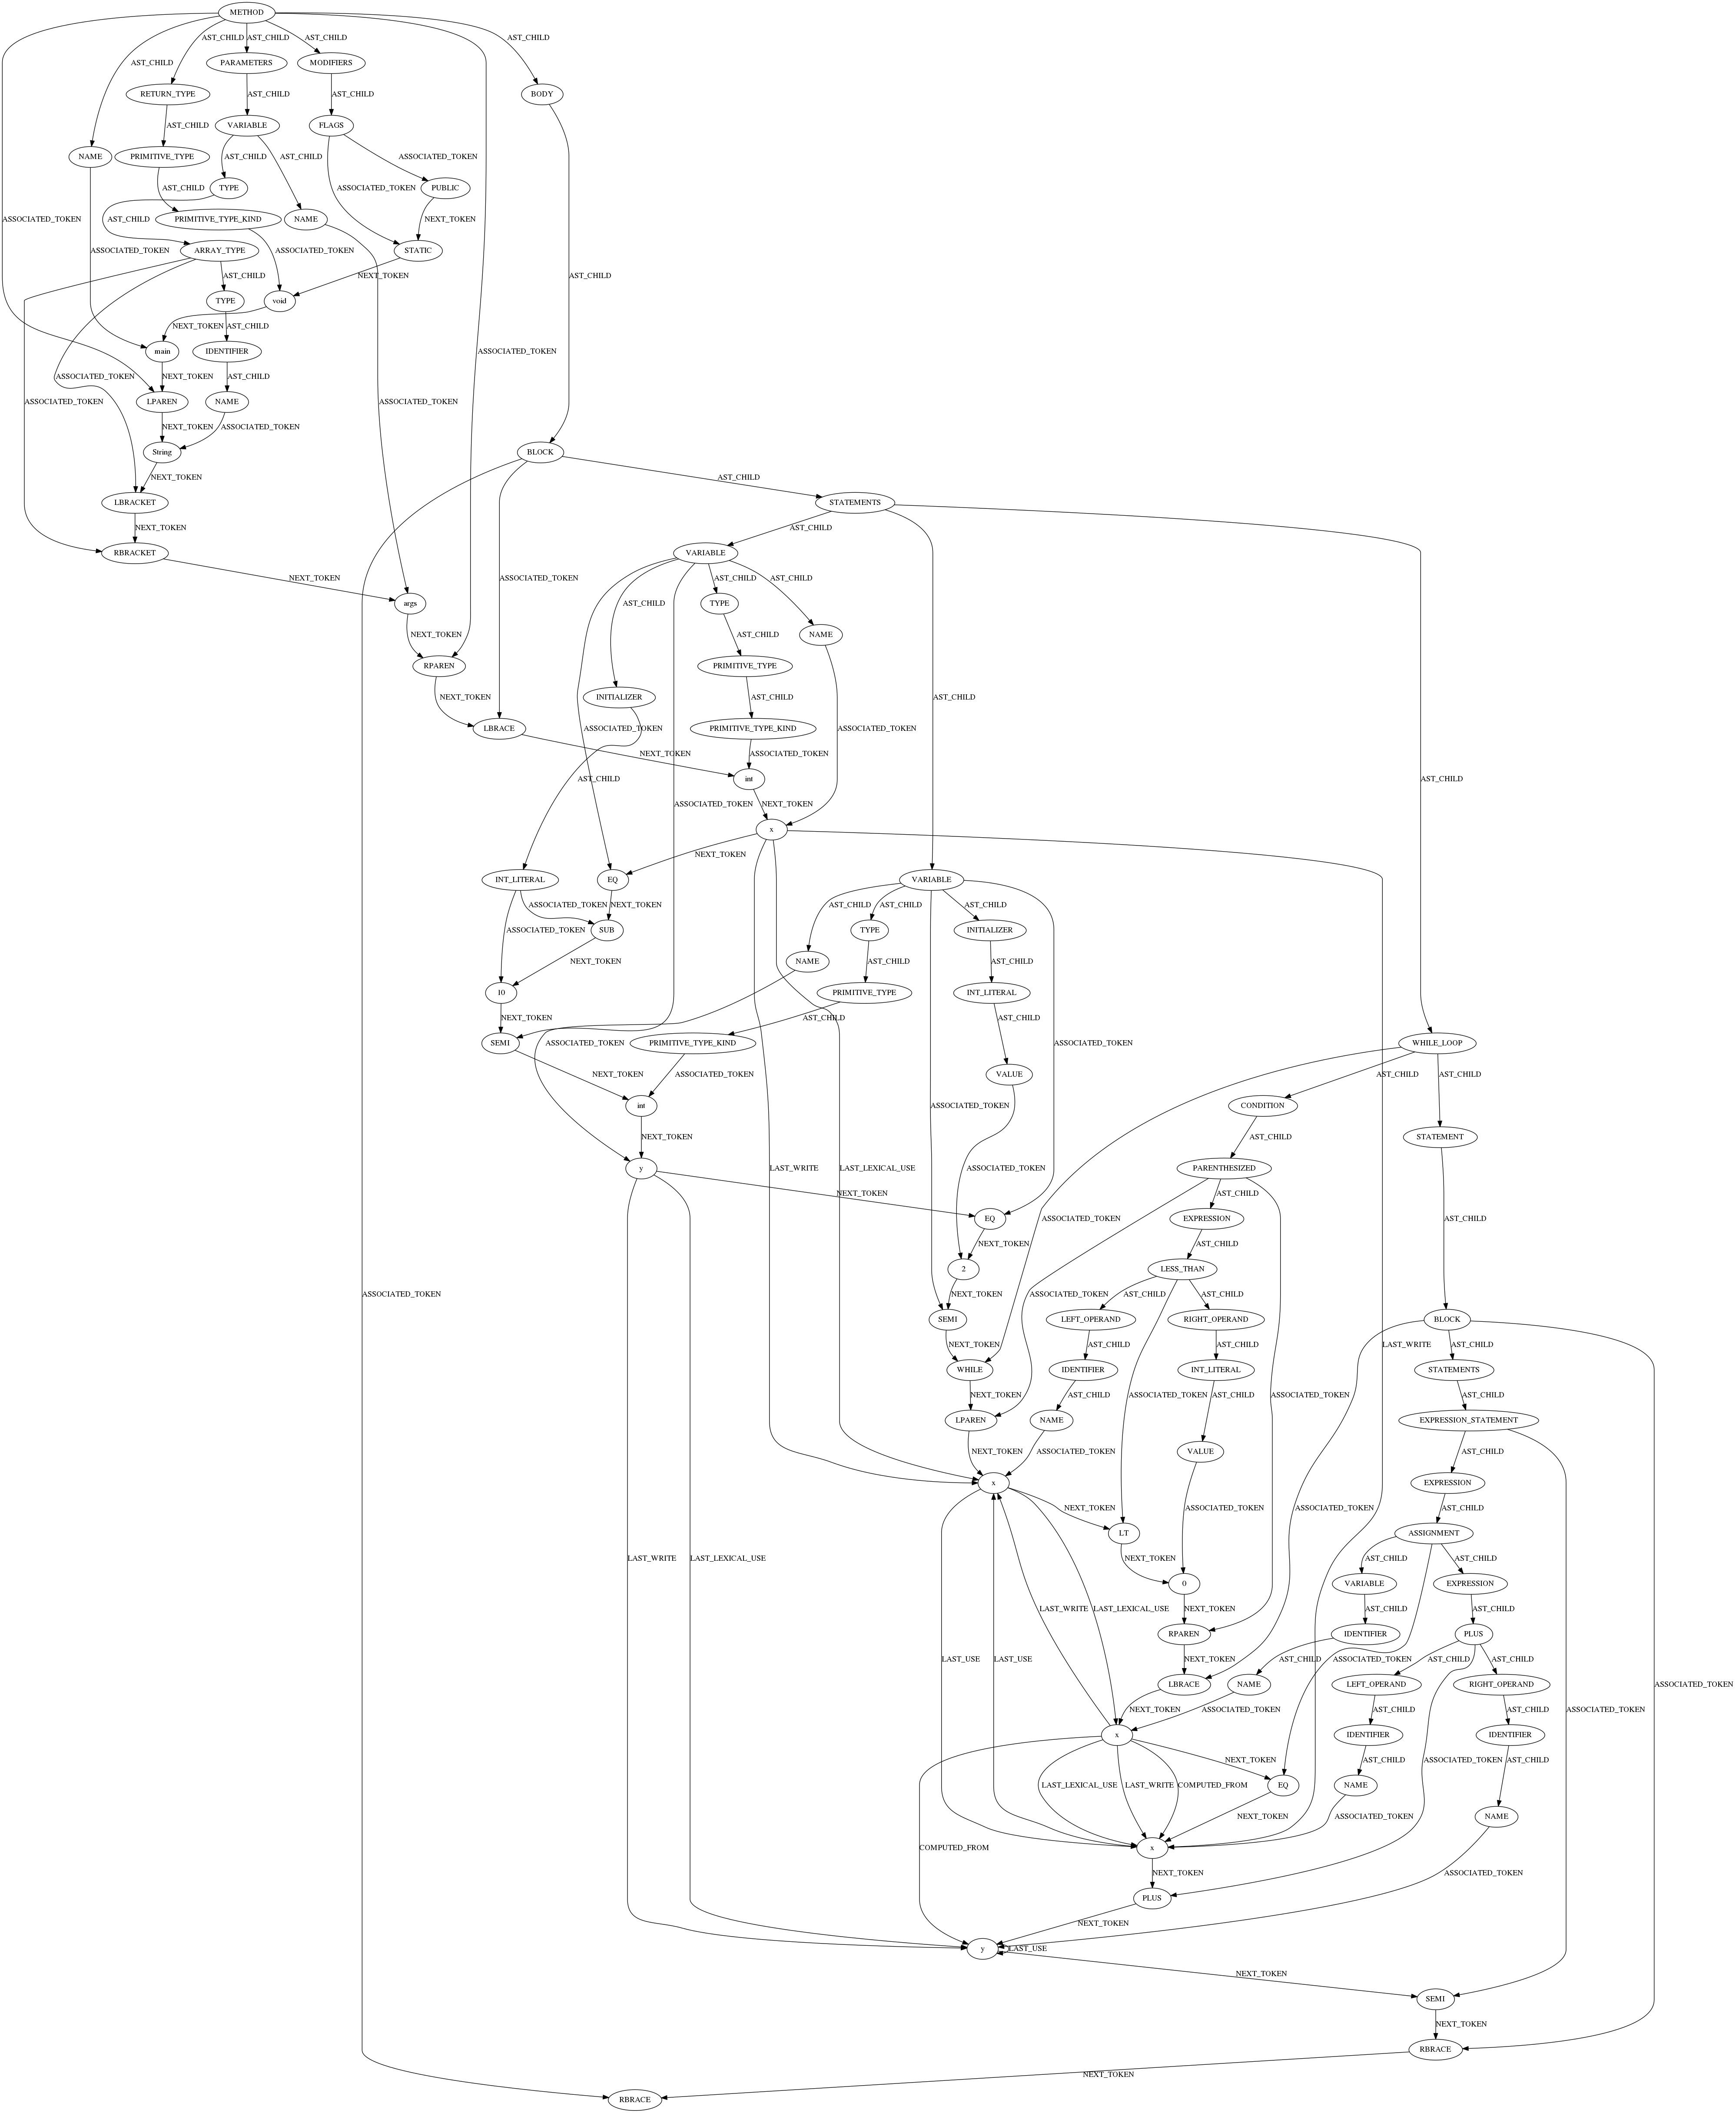 METHOD
AST_CHILD AST_CHILD AST_CHILD
AST_CHILD AST_CHILD
PARAMETERS MODIFIERS
RETURN_TYPE AST_CHILD AST_CHILD BODY
AST_CHILD VARIABLE FLAGS
NAME PRIMITIVE_TYPE AST_CHILD AST_CHILD ASSOCIATED_TOKEN
AST_CHILD TYPE ASSOCIATED_TOKEN PUBLIC
ASSOCIATED_TOKEN AST_CHILD PRIMITIVE_TYPE_KIND NAME NEXT_TOKEN
ASSOCIATED_TOKEN ARRAY_TYPE ASSOCIATED_TOKEN STATIC
AST_CHILD NEXT_TOKEN AST_CHILD
TYPE void
NEXT_TOKEN AST_CHILD
main IDENTIFIER ASSOCIATED_TOKEN
ASSOCIATED_TOKEN NEXT_TOKEN AST_CHILD
ASSOCIATED_TOKEN LPAREN NAME ASSOCIATED_TOKEN
NEXT_TOKEN ASSOCIATED_TOKEN
String BLOCK
NEXT_TOKEN AST_CHILD
LBRACKET STATEMENTS
NEXT_TOKEN AST_CHILD
RBRACKET VARIABLE
NEXT_TOKEN ASSOCIATED_TOKEN AST_CHILD AST_CHILD
args AST_CHILD TYPE
NEXT_TOKEN AST_CHILD NAME
RPAREN PRIMITIVE_TYPE
NEXT_TOKEN INITIALIZER AST_CHILD AST_CHILD
LBRACE ASSOCIATED_TOKEN PRIMITIVE_TYPE_KIND ASSOCIATED_TOKEN
NEXT_TOKEN ASSOCIATED_TOKEN
AST_CHILD int AST_CHILD
ASSOCIATED_TOKEN NEXT_TOKEN
x
NEXT_TOKEN
INT_LITERAL EQ VARIABLE
ASSOCIATED_TOKEN NEXT_TOKEN AST_CHILD AST_CHILD AST_CHILD
ASSOCIATED_TOKEN SUB TYPE INITIALIZER
NEXT_TOKEN NAME AST_CHILD AST_CHILD
10 PRIMITIVE_TYPE INT_LITERAL
NEXT_TOKEN AST_CHILD AST_CHILD
SEMI ASSOCIATED_TOKEN PRIMITIVE_TYPE_KIND ASSOCIATED_TOKEN WHILE_LOOP
NEXT_TOKEN ASSOCIATED_TOKEN VALUE AST_CHILD AST_CHILD
int ASSOCIATED_TOKEN CONDITION
NEXT_TOKEN AST_CHILD STATEMENT
y LAST_WRITE LAST_LEXICAL_USE ASSOCIATED_TOKEN PARENTHESIZED
NEXT_TOKEN AST_CHILD
EQ ASSOCIATED_TOKEN EXPRESSION AST_CHILD
NEXT_TOKEN AST_CHILD
2 LESS_THAN
NEXT_TOKEN ASSOCIATED_TOKEN AST_CHILD AST_CHILD
ASSOCIATED_TOKEN SEMI LEFT_OPERAND RIGHT_OPERAND BLOCK
NEXT_TOKEN AST_CHILD AST_CHILD LAST_WRITE AST_CHILD
WHILE IDENTIFIER INT_LITERAL STATEMENTS
NEXT_TOKEN AST_CHILD ASSOCIATED_TOKEN AST_CHILD ASSOCIATED_TOKEN AST_CHILD
LPAREN NAME EXPRESSION_STATEMENT
NEXT_TOKEN ASSOCIATED_TOKEN VALUE AST_CHILD
x EXPRESSION
NEXT_TOKEN ASSOCIATED_TOKEN ASSOCIATED_TOKEN AST_CHILD
LT ASSIGNMENT
LAST_WRITE LAST_LEXICAL_USE NEXT_TOKEN AST_CHILD AST_CHILD
0 VARIABLE EXPRESSION
LAST_WRITE LAST_LEXICAL_USE NEXT_TOKEN AST_CHILD AST_CHILD
RPAREN IDENTIFIER PLUS
LAST_USE LAST_USE NEXT_TOKEN AST_CHILD ASSOCIATED_TOKEN AST_CHILD AST_CHILD
LBRACE NAME LEFT_OPERAND RIGHT_OPERAND ASSOCIATED_TOKEN
NEXT_TOKEN ASSOCIATED_TOKEN AST_CHILD AST_CHILD ASSOCIATED_TOKEN
x IDENTIFIER IDENTIFIER
NEXT_TOKEN AST_CHILD ASSOCIATED_TOKEN AST_CHILD
LAST_LEXICAL_USE LAST_WRITE COMPUTED_FROM EQ NAME
NEXT_TOKEN ASSOCIATED_TOKEN NAME
COMPUTED_FROM x
NEXT_TOKEN ASSOCIATED_TOKEN
PLUS
NEXT_TOKEN
y LAST_USE
NEXT_TOKEN
SEMI
NEXT_TOKEN
RBRACE
NEXT_TOKEN
RBRACE